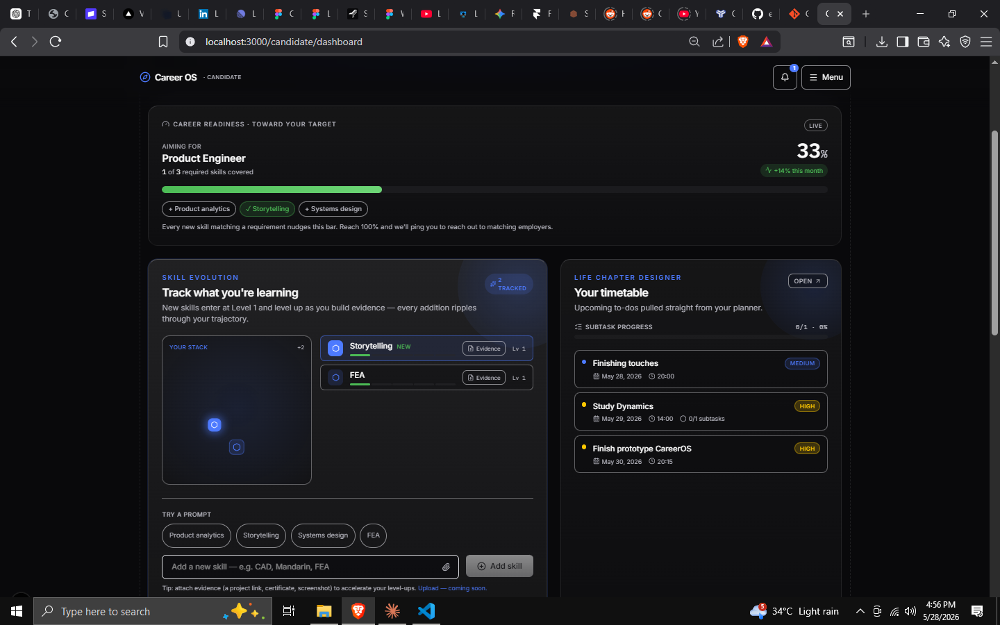 localhost:3000/candidate/dashboard
Career OS · CANDIDATE
1
Menu
CAREER READINESS · TOWARD YOUR TARGET
LIVE
AIMING FOR
Product Engineer
1 of 3 required skills covered
33%
+14% this month
+ Product analytics
✓ Storytelling
+ Systems design
Every new skill matching a requirement nudges this bar. Reach 100% and we'll ping you to reach out to matching employers.
SKILL EVOLUTION
2 TRACKED
Track what you're learning
New skills enter at Level 1 and level up as you build evidence — every addition ripples
through your trajectory.
YOUR STACK
+2
Storytelling NEW
Evidence
Lv 1
FEA
Evidence
Lv 1
TRY A PROMPT
Product analytics
Storytelling
Systems design
FEA
Add a new skill — e.g. CAD, Mandarin, FEA
Add skill
Tip: attach evidence (a project link, certificate, screenshot) to accelerate your level-ups. Upload — coming soon.
LIFE CHAPTER DESIGNER
OPEN
Your timetable
Upcoming to-dos pulled straight from your planner.
SUBTASK PROGRESS
0/1 · 0%
Finishing touches
MEDIUM
May 28, 2026 20:00
Study Dynamics
HIGH
May 29, 2026 14:00 0/1 subtasks
Finish prototype CareerOS
HIGH
May 30, 2026 20:15
Type here to search
5
34°C Light rain
4:56 PM
5/28/2026